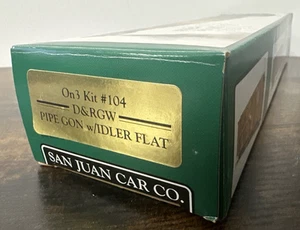 On3 Kit #104
D&RGW
PIPE GON w/IDLER FLAT
SAN JUAN CAR CO.